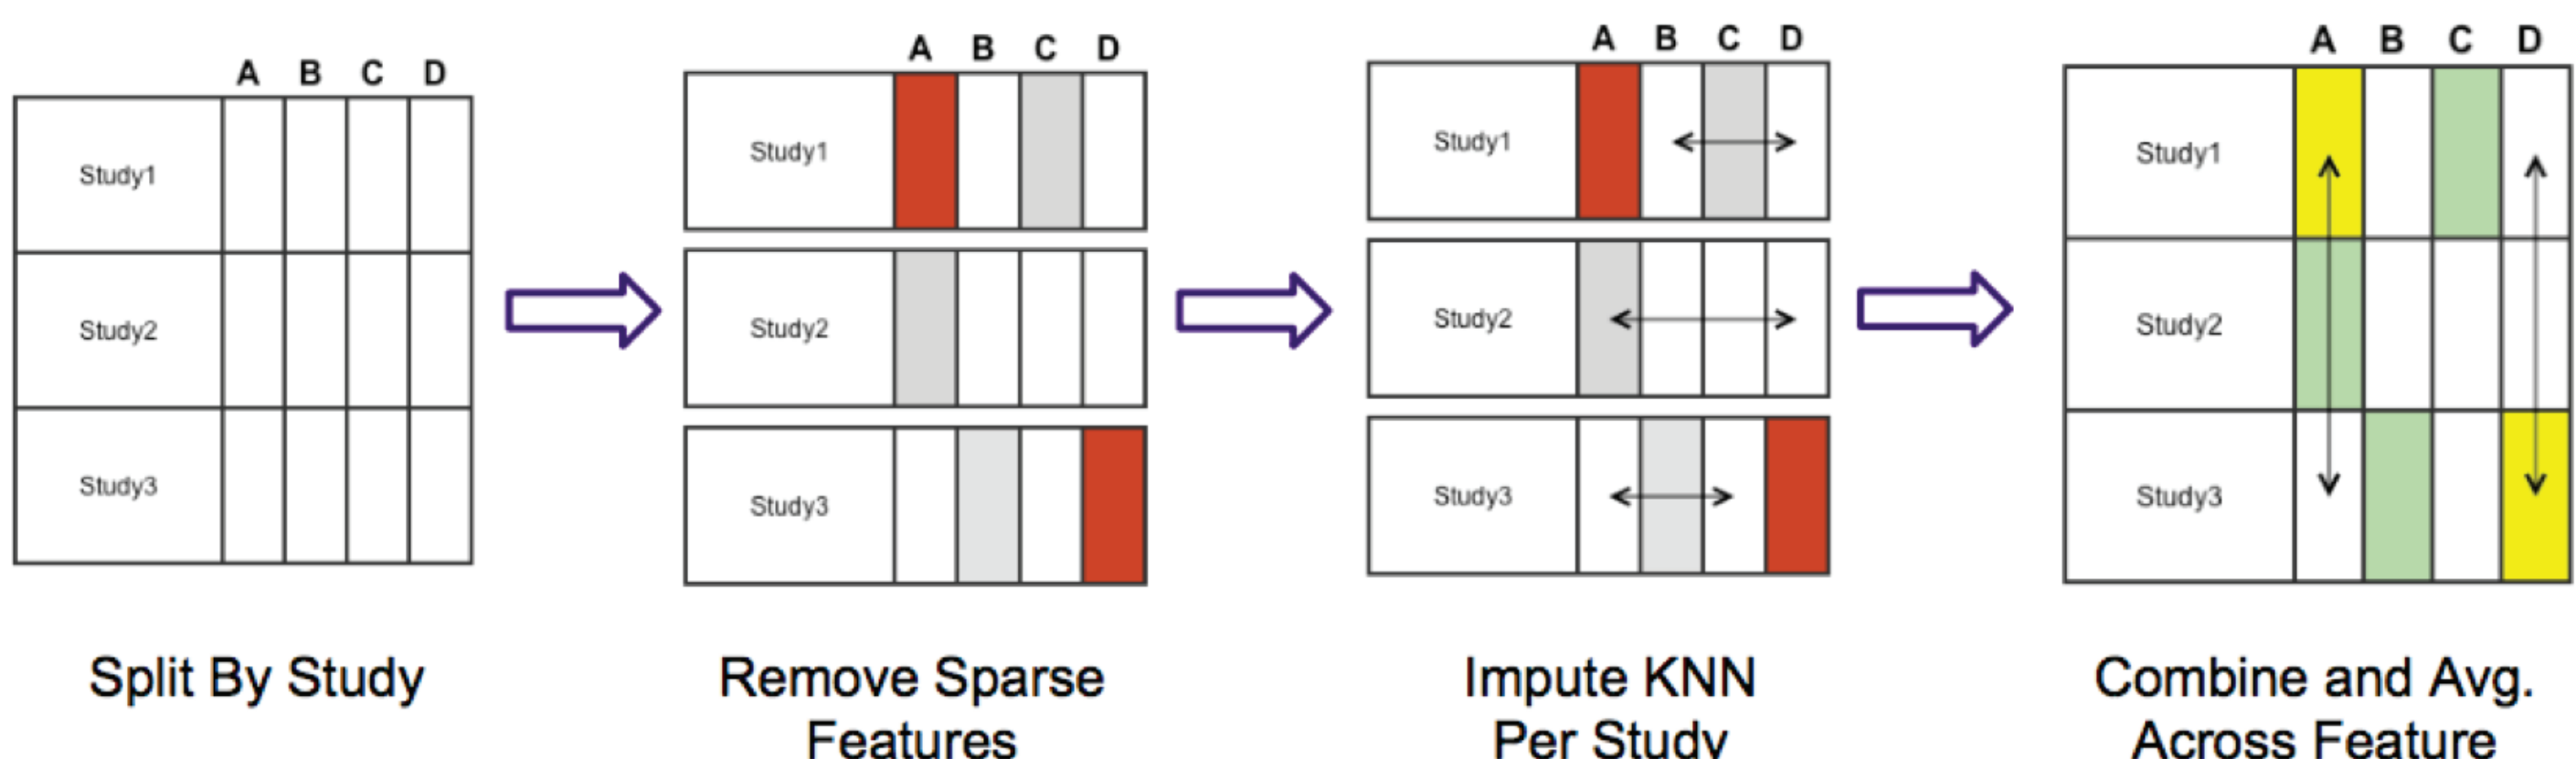 A B C D
Study1
Study2
Study3
Split By Study
A B C D
Study1
Study2
Study3
Remove Sparse
Features
A B C D
Study1
Study2
Study3
Impute KNN
Per Study
A B C D
Study1
Study2
Study3
Combine and Avg.
Across Feature